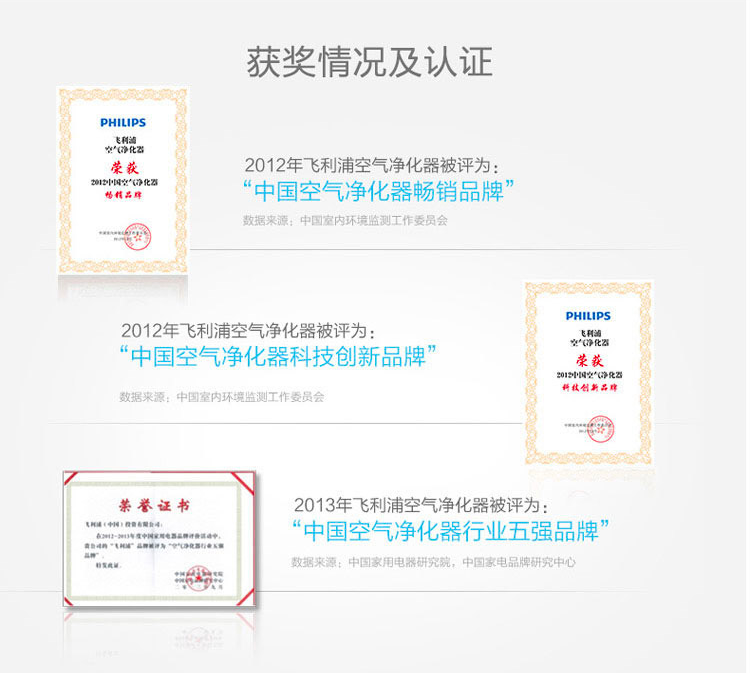 获奖情况及认证
PHILIPS
飞利浦
空气净化器
荣获
2012中国空气净化器
畅销品牌
2012年飞利浦空气净化器被评为：
“中国空气净化器畅销品牌”
数据来源：中国室内环境监测工作委员会
2012年飞利浦空气净化器被评为：
“中国空气净化器科技创新品牌”
数据来源：中国室内环境监测工作委员会
PHILIPS
飞利浦
空气净化器
荣获
2012中国空气净化器
科技创新品牌
荣誉证书
飞利浦（中国）投资有限公司：
在2012-2013年度中国家用电器品牌评价活动中，
贵公司的“飞利浦”品牌被评为“空气净化器行业五强
品牌”。
特发此证。
2013年飞利浦空气净化器被评为：
“中国空气净化器行业五强品牌”
数据来源：中国家用电器研究院，中国家电品牌研究中心